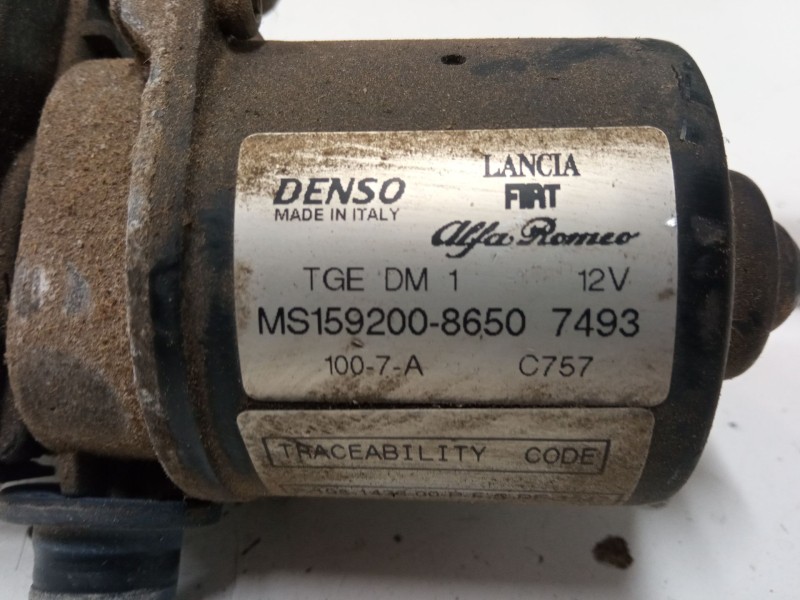 DENSO
MADE IN ITALY
LANCIA
FIAT
Alfa Romeo
TGE DM 1 12V
MS159200-8650 7493
100-7-A C757
TRACEABILITY CODE